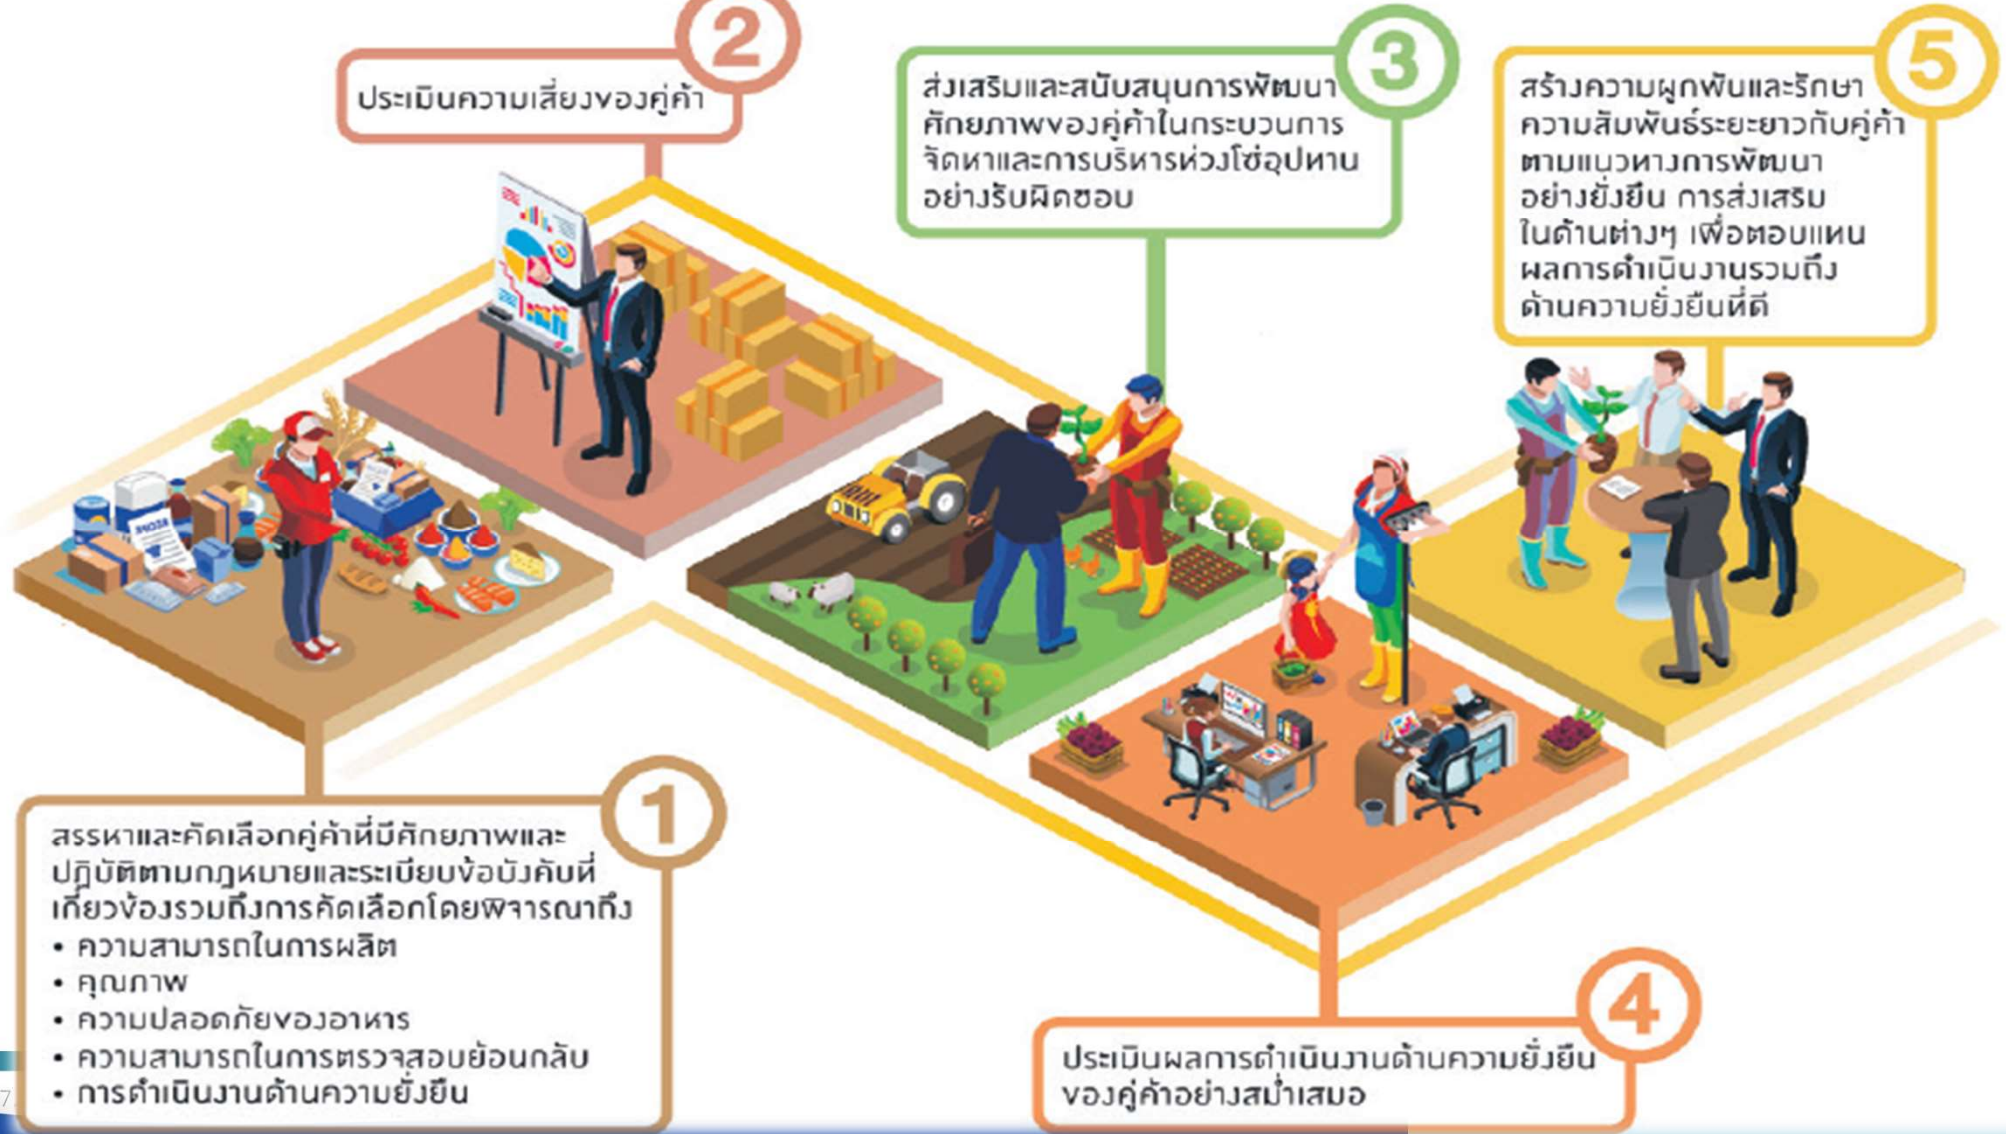 1
สรรหาและคัดเลือกคู่ค้าที่มีศักยภาพและ
ปฏิบัติตามกฎหมายและระเบียบข้อบังคับที่
เกี่ยวข้องรวมถึงการคัดเลือกโดยพิจารณาถึง
• ความสามารถในการผลิต
• คุณภาพ
• ความปลอดภัยของอาหาร
• ความสามารถในการตรวจสอบย้อนกลับ
• การดำเนินงานด้านความยั่งยืน
2
ประเมินความเสี่ยงของคู่ค้า
3
ส่งเสริมและสนับสนุนการพัฒนา
ศักยภาพของคู่ค้าในกระบวนการ
จัดหาและการบริหารห่วงโซ่อุปทาน
อย่างรับผิดชอบ
4
ประเมินผลการดำเนินงานด้านความยั่งยืน
ของคู่ค้าอย่างสม่ำเสมอ
5
สร้างความผูกพันและรักษา
ความสัมพันธ์ระยะยาวกับคู่ค้า
ตามแนวทางการพัฒนา
อย่างยั่งยืน การส่งเสริม
ในด้านต่างๆ เพื่อตอบแทน
ผลการดำเนินงานรวมถึง
ด้านความยั่งยืนที่ดี
7